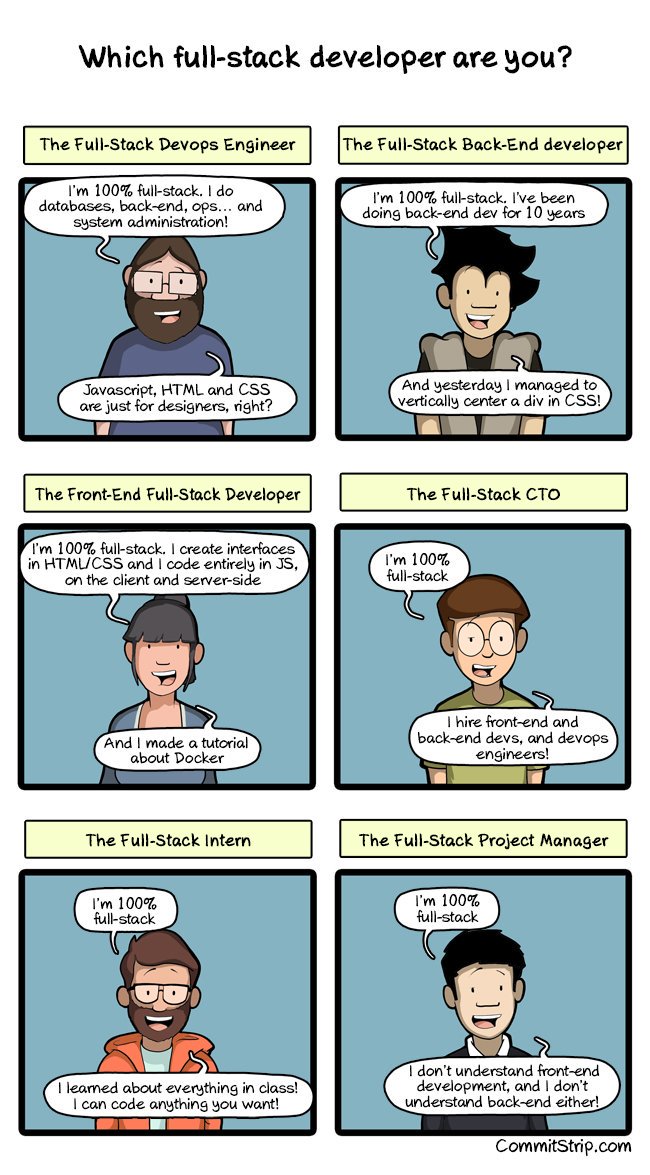 Which full-stack developer are you?
The Full-Stack Devops Engineer
I'm 100% full-stack. I do
databases, back-end, ops... and
system administration!
Javascript, HTML and CSS
are just for designers, right?
The Full-Stack Back-End developer
I'm 100% full-stack. I've been
doing back-end dev for 10 years
And yesterday I managed to
vertically center a div in CSS!
The Front-End Full-Stack Developer
I'm 100% full-stack. I create interfaces
in HTML/CSS and I code entirely in JS,
on the client and server-side
And I made a tutorial
about Docker
The Full-Stack CTO
I'm 100%
full-stack
I hire front-end and
back-end devs, and devops
engineers!
The Full-Stack Intern
I'm 100%
full-stack
I learned about everything in class!
I can code anything you want!
The Full-Stack Project Manager
I'm 100%
full-stack
I don't understand front-end
development, and I don't
understand back-end either!
CommitStrip.com